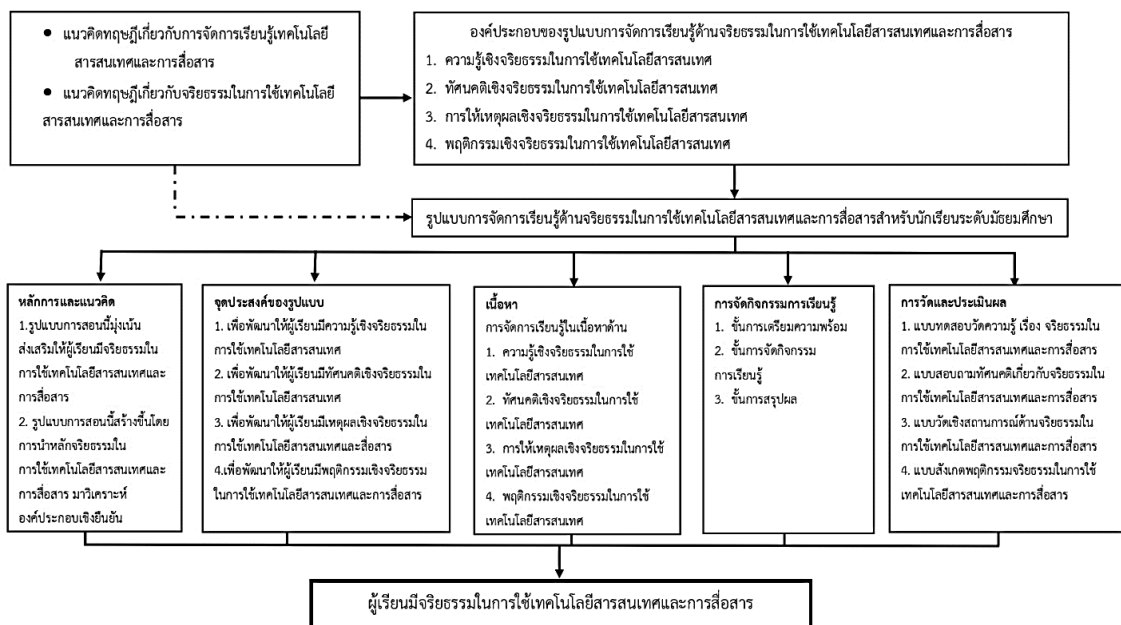 ● แนวคิดทฤษฎีเกี่ยวกับการจัดการเรียนรู้เทคโนโลยี
สารสนเทศและการสื่อสาร
● แนวคิดทฤษฎีเกี่ยวกับจริยธรรมในการใช้เทคโนโลยี
สารสนเทศและการสื่อสาร
องค์ประกอบของรูปแบบการจัดการเรียนรู้ด้านจริยธรรมในการใช้เทคโนโลยีสารสนเทศและการสื่อสาร
1. ความรู้เชิงจริยธรรมในการใช้เทคโนโลยีสารสนเทศ
2. ทัศนคติเชิงจริยธรรมในการใช้เทคโนโลยีสารสนเทศ
3. การให้เหตุผลเชิงจริยธรรมในการใช้เทคโนโลยีสารสนเทศ
4. พฤติกรรมเชิงจริยธรรมในการใช้เทคโนโลยีสารสนเทศ
รูปแบบการจัดการเรียนรู้ด้านจริยธรรมในการใช้เทคโนโลยีสารสนเทศและการสื่อสารสำหรับนักเรียนระดับมัธยมศึกษา
หลักการและแนวคิด
1.รูปแบบการสอนนี้มุ่งเน้น
ส่งเสริมให้ผู้เรียนมีจริยธรรมใน
การใช้เทคโนโลยีสารสนเทศและ
การสื่อสาร
2. รูปแบบการสอนนี้สร้างขึ้นโดย
การนำหลักจริยธรรมใน
การใช้เทคโนโลยีสารสนเทศและ
การสื่อสาร มาวิเคราะห์
องค์ประกอบเชิงยืนยัน
จุดประสงค์ของรูปแบบ
1. เพื่อพัฒนาให้ผู้เรียนมีความรู้เชิงจริยธรรมใน
การใช้เทคโนโลยีสารสนเทศ
2. เพื่อพัฒนาให้ผู้เรียนมีทัศนคติเชิงจริยธรรมใน
การใช้เทคโนโลยีสารสนเทศ
3. เพื่อพัฒนาให้ผู้เรียนมีเหตุผลเชิงจริยธรรมใน
การใช้เทคโนโลยีสารสนเทศและสื่อสาร
4.เพื่อพัฒนาให้ผู้เรียนมีพฤติกรรมเชิงจริยธรรม
ในการใช้เทคโนโลยีสารสนเทศและการสื่อสาร
เนื้อหา
การจัดการเรียนรู้ในเนื้อหาด้าน
1. ความรู้เชิงจริยธรรมในการใช้
เทคโนโลยีสารสนเทศ
2. ทัศนคติเชิงจริยธรรมในการใช้
เทคโนโลยีสารสนเทศ
3. การให้เหตุผลเชิงจริยธรรมในการใช้
เทคโนโลยีสารสนเทศ
4. พฤติกรรมเชิงจริยธรรมในการใช้
เทคโนโลยีสารสนเทศ
การจัดกิจกรรมการเรียนรู้
1. ขั้นการเตรียมความพร้อม
2. ขั้นการจัดกิจกรรม
การเรียนรู้
3. ขั้นการสรุปผล
การวัดและประเมินผล
1. แบบทดสอบวัดความรู้ เรื่อง จริยธรรมใน
การใช้เทคโนโลยีสารสนเทศและการสื่อสาร
2. แบบสอบถามทัศนคติเกี่ยวกับจริยธรรมใน
การใช้เทคโนโลยีสารสนเทศและการสื่อสาร
3. แบบวัดเชิงสถานการณ์ด้านจริยธรรมใน
การใช้เทคโนโลยีสารสนเทศและการสื่อสาร
4. แบบสังเกตพฤติกรรมจริยธรรมในการใช้
เทคโนโลยีสารสนเทศและการสื่อสาร
ผู้เรียนมีจริยธรรมในการใช้เทคโนโลยีสารสนเทศและการสื่อสาร